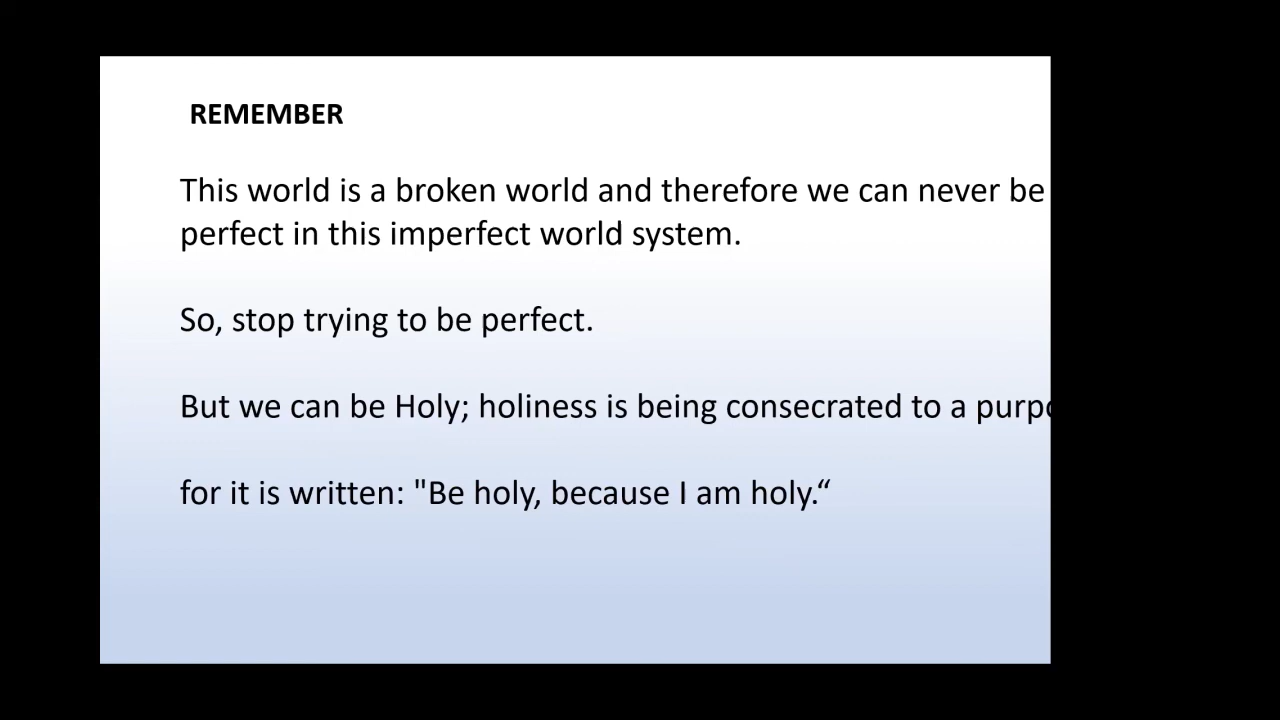 REMEMBER
This world is a broken world and therefore we can never be
perfect in this imperfect world system.
So, stop trying to be perfect.
But we can be Holy; holiness is being consecrated to a
for it is written: "Be holy, because I am holy.“